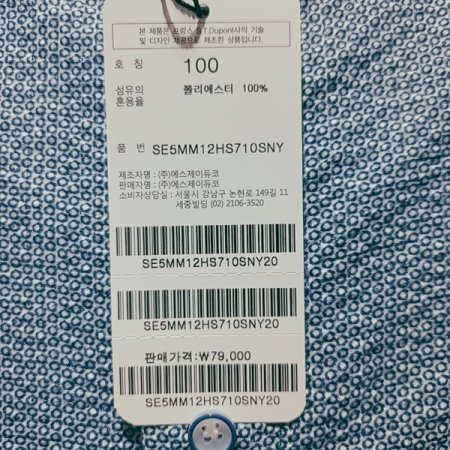 본 제품은 프랑스 S.T.Dupont사의 기술
및 디자인 제공으로 제조한 상품입니다.
호 칭 100
섬유의 폴리에스터 100%
혼용율
품 번 SE5MM12HS710SNY
제조자명 : (주)에스제이듀코
판매자명 : (주)에스제이듀코
소비자상담실 : 서울시 강남구 논현로 149길 11
세중빌딩 (02) 2106-3520
SE5MM12HS710SNY20
SE5MM12HS710SNY20
판매가격:₩79,000
SE5MM12HS710SNY20